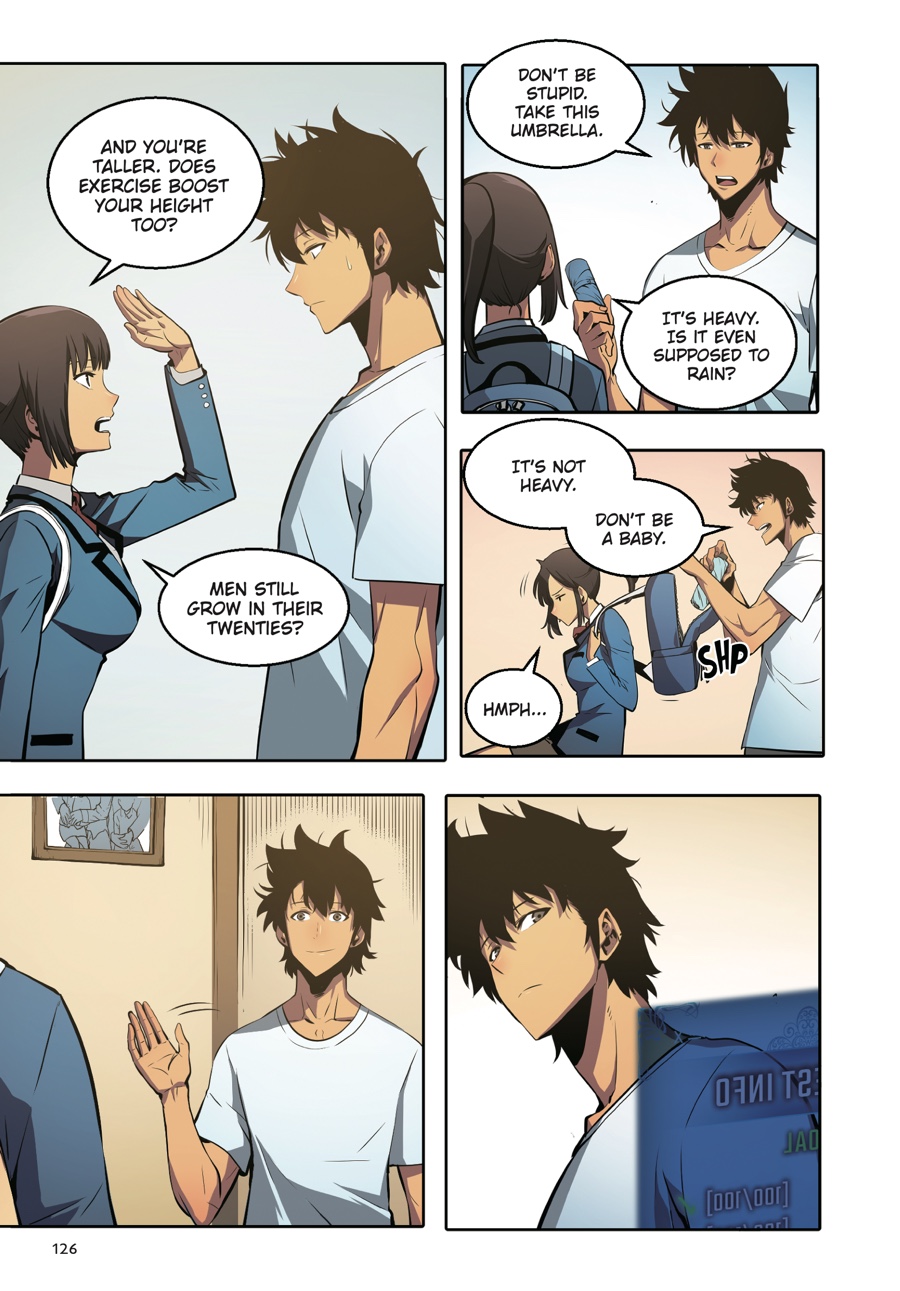 AND YOU'RE
TALLER. DOES
EXERCISE BOOST
YOUR HEIGHT
TOO?
MEN STILL
GROW IN THEIR
TWENTIES?
DON'T BE
STUPID.
TAKE THIS
UMBRELLA.
IT'S HEAVY.
IS IT EVEN
SUPPOSED TO
RAIN?
IT'S NOT
HEAVY.
DON'T BE
A BABY.
SHP
HMPH...
EST INFO
[100/100]
126